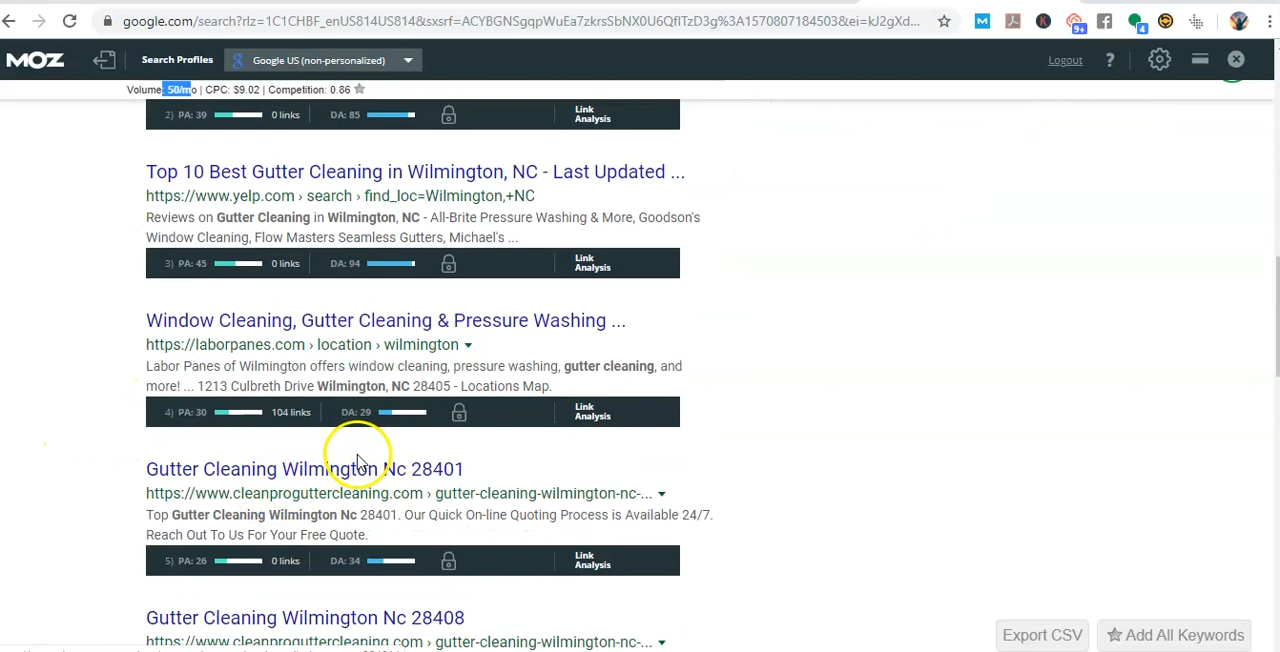 google.com/search?rlz=1C1CHBF_enUS814US814&sxsrf=ACYBGNSgqpWuEa7zkrsSbNX0U6QfITzD3g%3A1570807184503&ei=kJ2gXd...
9+
4
MOZ Search Profiles Google US (non-personalized) Logout ?
Volume: 50/mo | CPC: $9.02 | Competition: 0.86
2) PA: 39 0 links DA: 85 Link Analysis
Top 10 Best Gutter Cleaning in Wilmington, NC - Last Updated ...
https://www.yelp.com › search › find_loc=Wilmington,+NC
Reviews on Gutter Cleaning in Wilmington, NC - All-Brite Pressure Washing & More, Goodson's
Window Cleaning, Flow Masters Seamless Gutters, Michael's ...
3) PA: 45 0 links DA: 94 Link Analysis
Window Cleaning, Gutter Cleaning & Pressure Washing ...
https://laborpanes.com › location › wilmington
Labor Panes of Wilmington offers window cleaning, pressure washing, gutter cleaning, and
more! ... 1213 Culbreth Drive Wilmington, NC 28405 - Locations Map.
4) PA: 30 104 links DA: 29 Link Analysis
Gutter Cleaning Wilmington Nc 28401
https://www.cleanproguttercleaning.com › gutter-cleaning-wilmington-nc-...
Top Gutter Cleaning Wilmington Nc 28401. Our Quick On-line Quoting Process is Available 24/7.
Reach Out To Us For Your Free Quote.
5) PA: 26 0 links DA: 34 Link Analysis
Gutter Cleaning Wilmington Nc 28408
https://www.cleanproguttercleaning.com › gutter-cleaning-wilmington-nc-...
Export CSV Add All Keywords